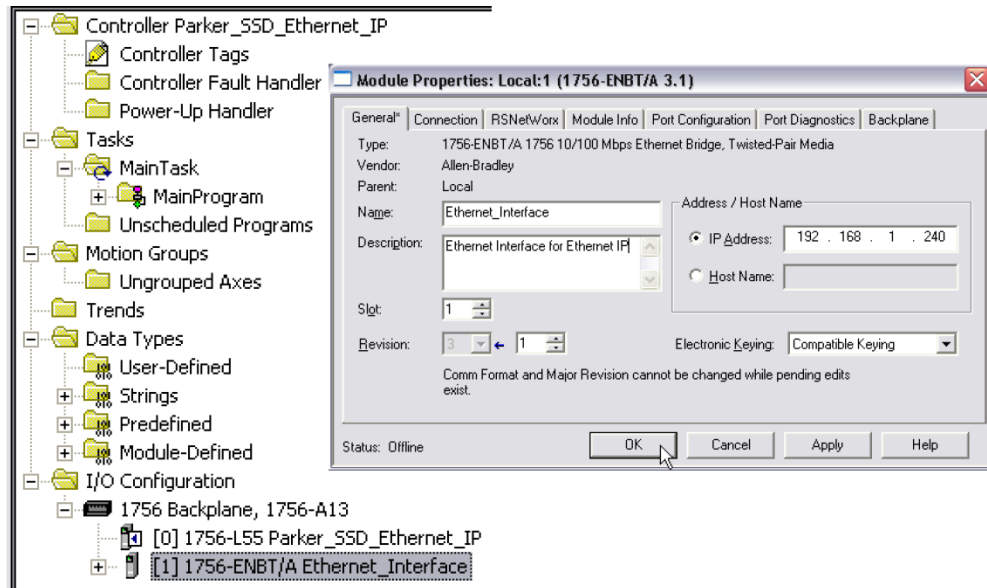 Controller Parker_SSD_Ethernet_IP
Controller Tags
Controller Fault Handler
Power-Up Handler
Tasks
MainTask
MainProgram
Unscheduled Programs
Motion Groups
Ungrouped Axes
Trends
Data Types
User-Defined
Strings
Predefined
Module-Defined
I/O Configuration
1756 Backplane, 1756-A13
[0] 1756-L55 Parker_SSD_Ethernet_IP
[1] 1756-ENBT/A Ethernet_Interface
Module Properties: Local:1 (1756-ENBT/A 3.1)
General* Connection RSNetWorx Module Info Port Configuration Port Diagnostics Backplane
Type: 1756-ENBT/A 1756 10/100 Mbps Ethernet Bridge, Twisted-Pair Media
Vendor: Allen-Bradley
Parent: Local
Name: Ethernet_Interface
Description: Ethernet Interface for Ethernet IP
Address / Host Name
IP Address: 192 . 168 . 1 . 240
Host Name:
Slot: 1
Revision: 3 1
Electronic Keying: Compatible Keying
Comm Format and Major Revision cannot be changed while pending edits
exist.
Status: Offline
OK Cancel Apply Help